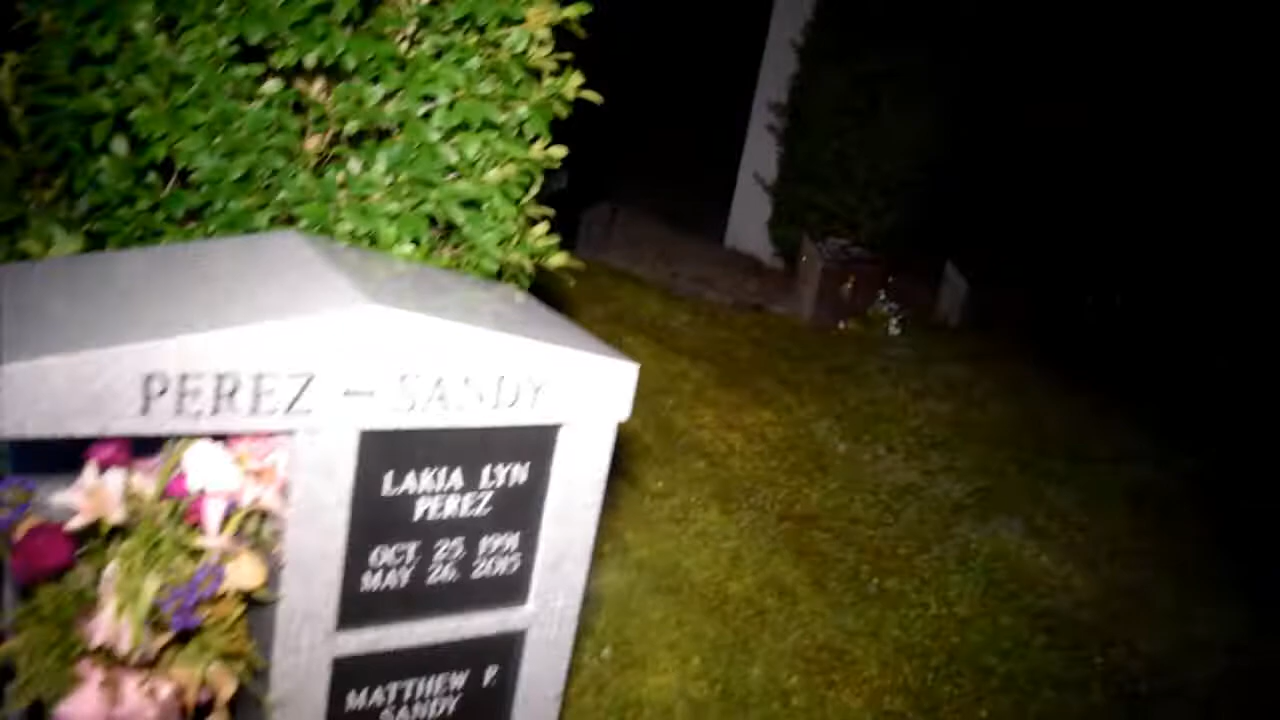 PEREZ - SANDY
LAKIA LYN
PEREZ
OCT. 25, 1991
MAY 26, 2015
MATTHEW P.
SANDY